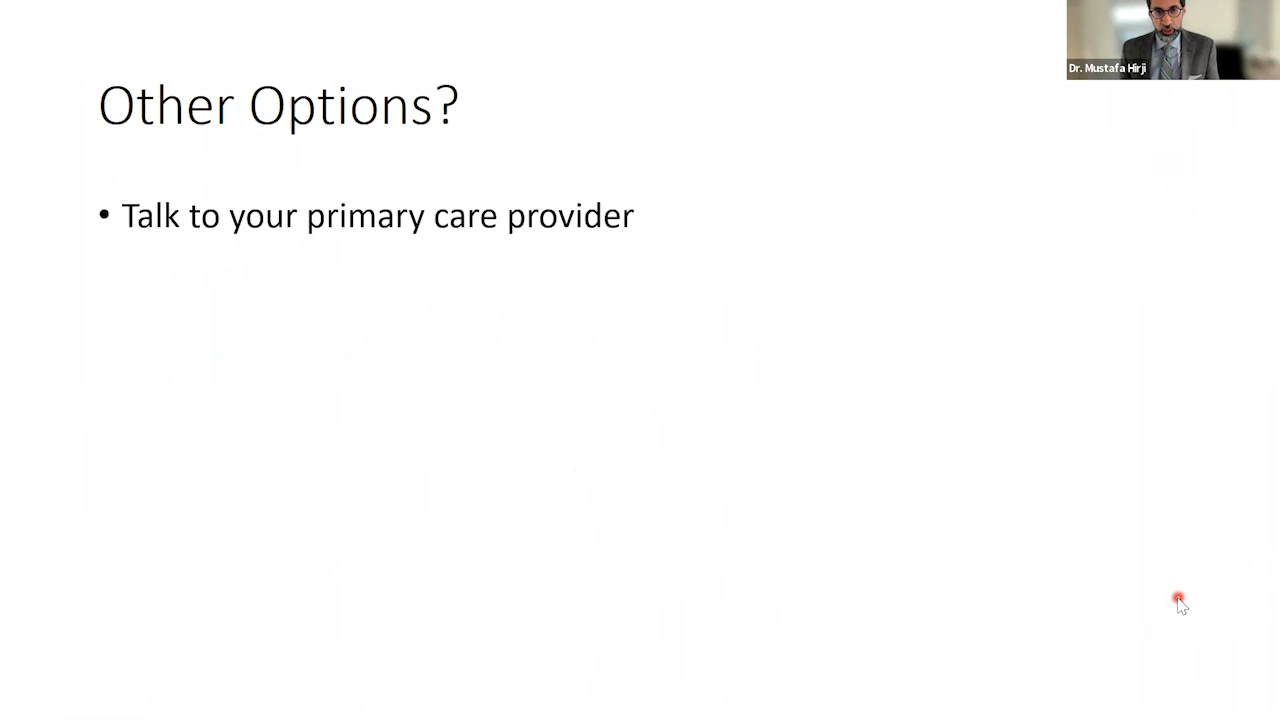 Dr. Mustafa Hirji
Other Options?
• Talk to your primary care provider